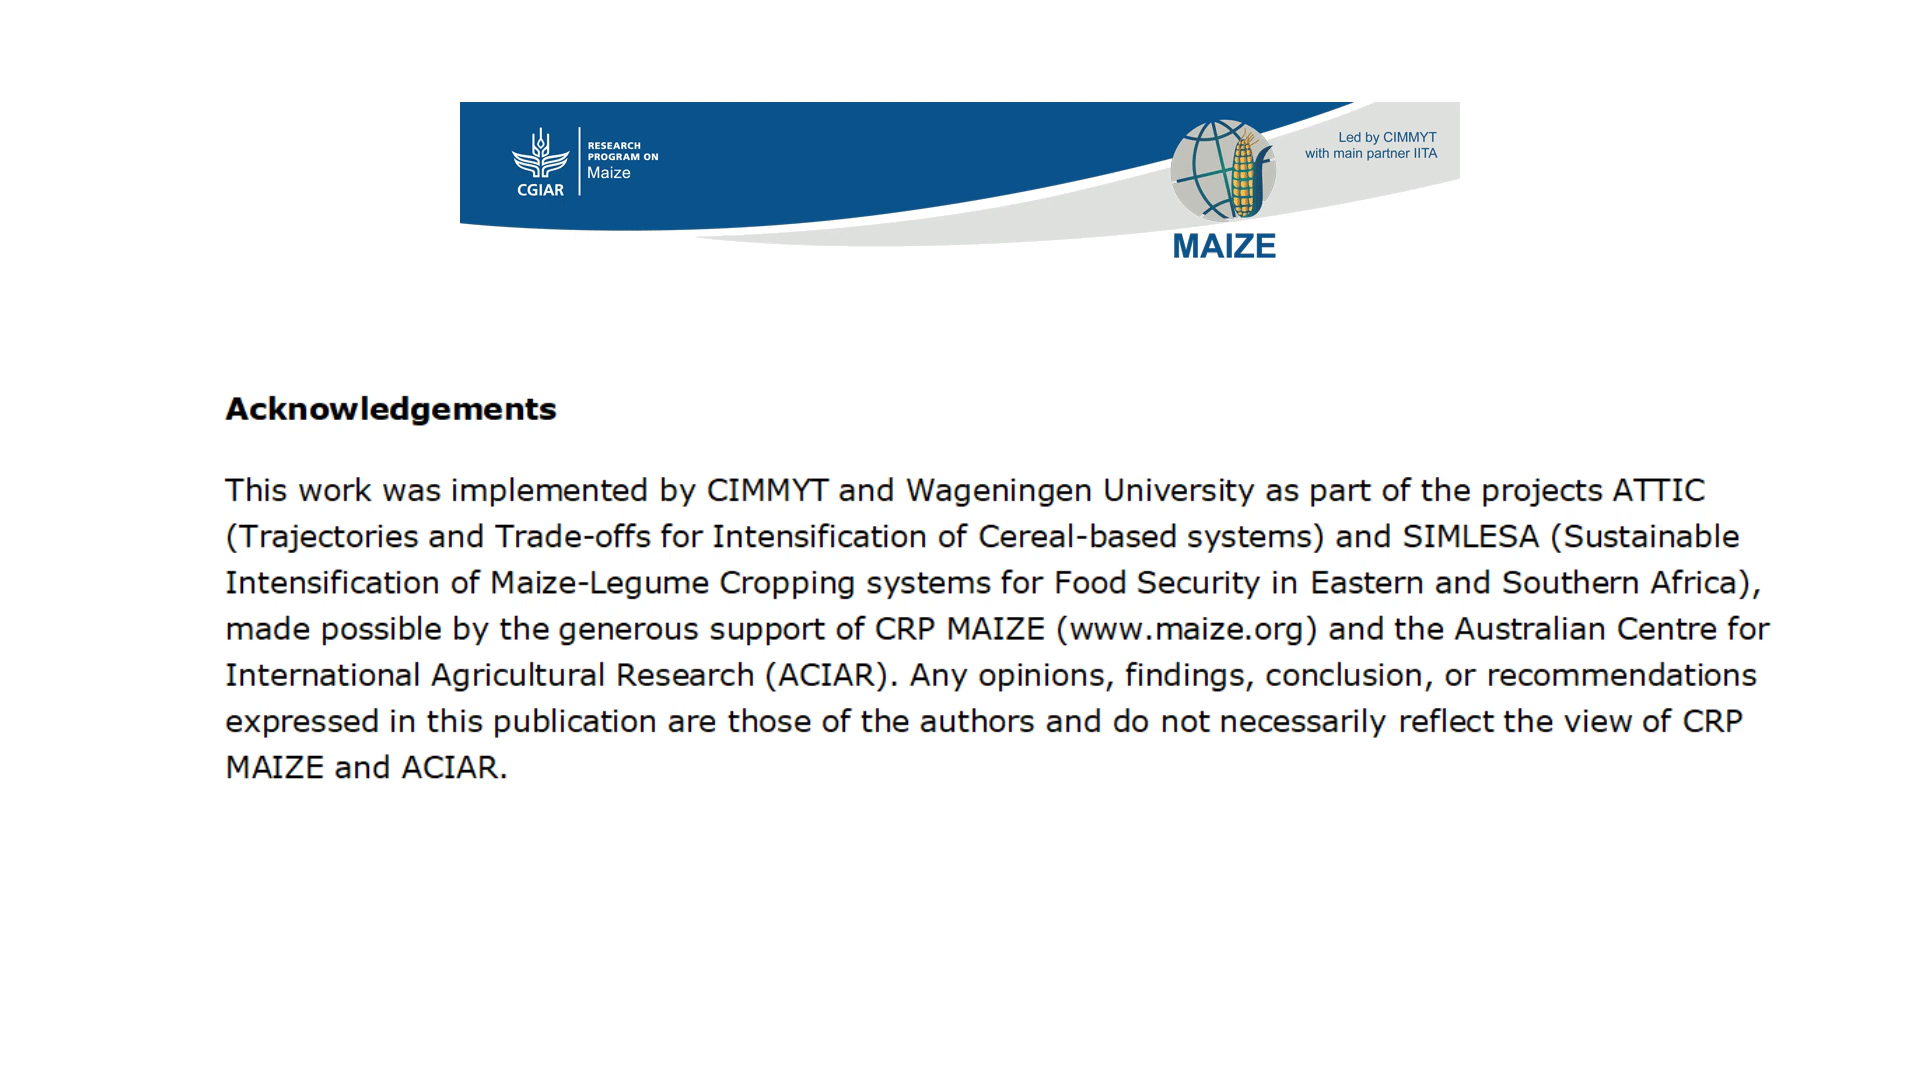 CGIAR
RESEARCH
PROGRAM ON
Maize
Led by CIMMYT
with main partner IITA
MAIZE
Acknowledgements
This work was implemented by CIMMYT and Wageningen University as part of the projects ATTIC
(Trajectories and Trade-offs for Intensification of Cereal-based systems) and SIMLESA (Sustainable
Intensification of Maize-Legume Cropping systems for Food Security in Eastern and Southern Africa),
made possible by the generous support of CRP MAIZE (www.maize.org) and the Australian Centre for
International Agricultural Research (ACIAR). Any opinions, findings, conclusion, or recommendations
expressed in this publication are those of the authors and do not necessarily reflect the view of CRP
MAIZE and ACIAR.